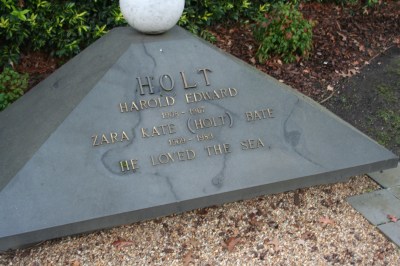 HOLT
HAROLD EDWARD
1908 - 1967
ZARA KATE (HOLT) BATE
1909 - 1989
HE LOVED THE SEA